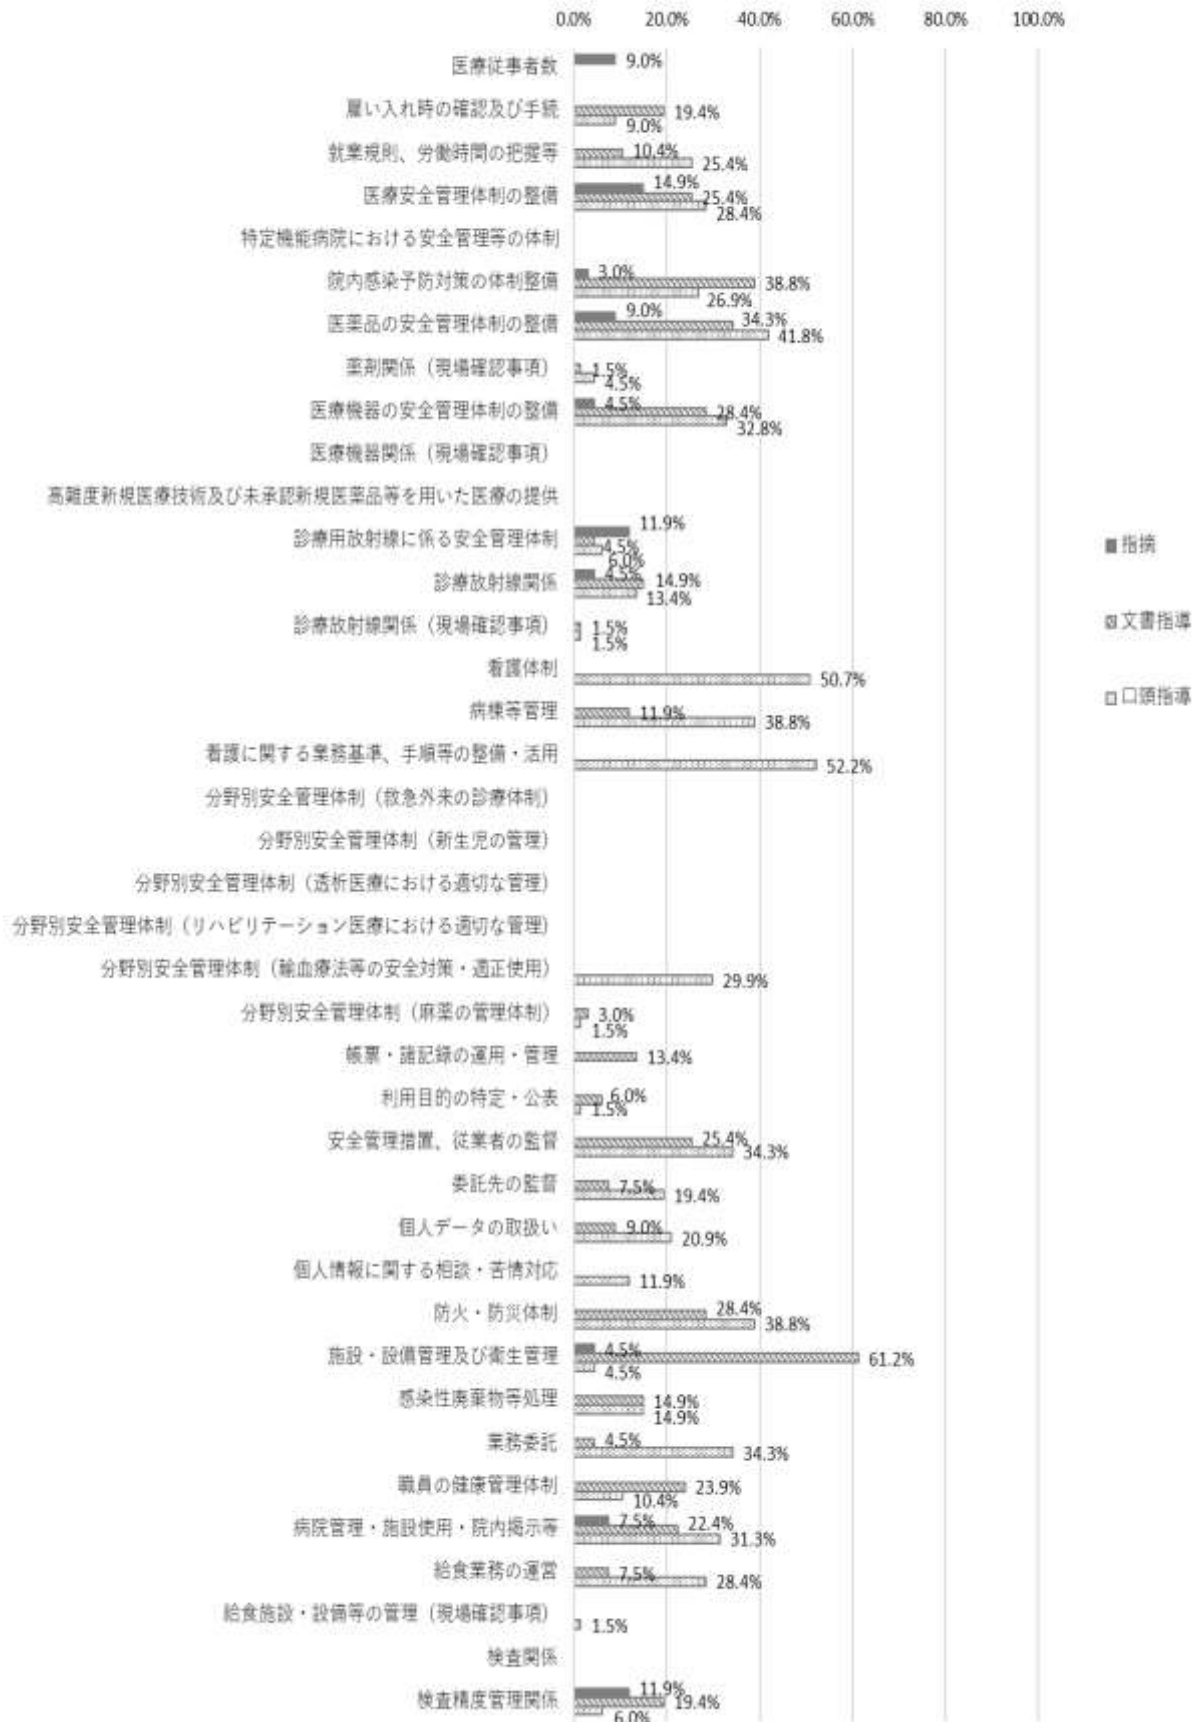 0.0% 20.0% 40.0% 60.0% 80.0% 100.0%
医療従事者数 9.0%
雇い入れ時の確認及び手続 19.4% 9.0%
就業規則、労働時間の把握等 10.4% 25.4%
医療安全管理体制の整備 14.9% 25.4% 28.4%
特定機能病院における安全管理等の体制
院内感染予防対策の体制整備 3.0% 38.8% 26.9%
医薬品の安全管理体制の整備 9.0% 34.3% 41.8%
薬剤関係（現場確認事項） 1.5% 4.5%
医療機器の安全管理体制の整備 4.5% 28.4% 32.8%
医療機器関係（現場確認事項）
高難度新規医療技術及び未承認新規医薬品等を用いた医療の提供
診療用放射線に係る安全管理体制 11.9% 4.5% 6.0%
診療放射線関係 4.5% 14.9% 13.4%
診療放射線関係（現場確認事項） 1.5% 1.5%
看護体制 50.7%
病棟等管理 11.9% 38.8%
看護に関する業務基準、手順等の整備・活用 52.2%
分野別安全管理体制（救急外来の診療体制）
分野別安全管理体制（新生児の管理）
分野別安全管理体制（透析医療における適切な管理）
分野別安全管理体制（リハビリテーション医療における適切な管理）
分野別安全管理体制（輸血療法等の安全対策・適正使用） 29.9%
分野別安全管理体制（麻薬の管理体制） 3.0% 1.5%
帳票・諸記録の運用・管理 13.4%
利用目的の特定・公表 6.0% 1.5%
安全管理措置、従業者の監督 25.4% 34.3%
委託先の監督 7.5% 19.4%
個人データの取扱い 9.0% 20.9%
個人情報に関する相談・苦情対応 11.9%
防火・防災体制 28.4% 38.8%
施設・設備管理及び衛生管理 4.5% 61.2% 4.5%
感染性廃棄物等処理 14.9% 14.9%
業務委託 4.5% 34.3%
職員の健康管理体制 23.9% 10.4%
病院管理・施設使用・院内掲示等 7.5% 22.4% 31.3%
給食業務の運営 7.5% 28.4%
給食施設・設備等の管理（現場確認事項） 1.5%
検査関係
検査精度管理関係 11.9% 19.4% 6.0%
指摘
文書指導
口頭指導